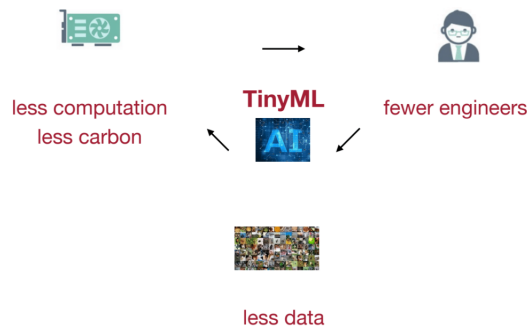 TinyML
less computation
less carbon
fewer engineers
AI
less data